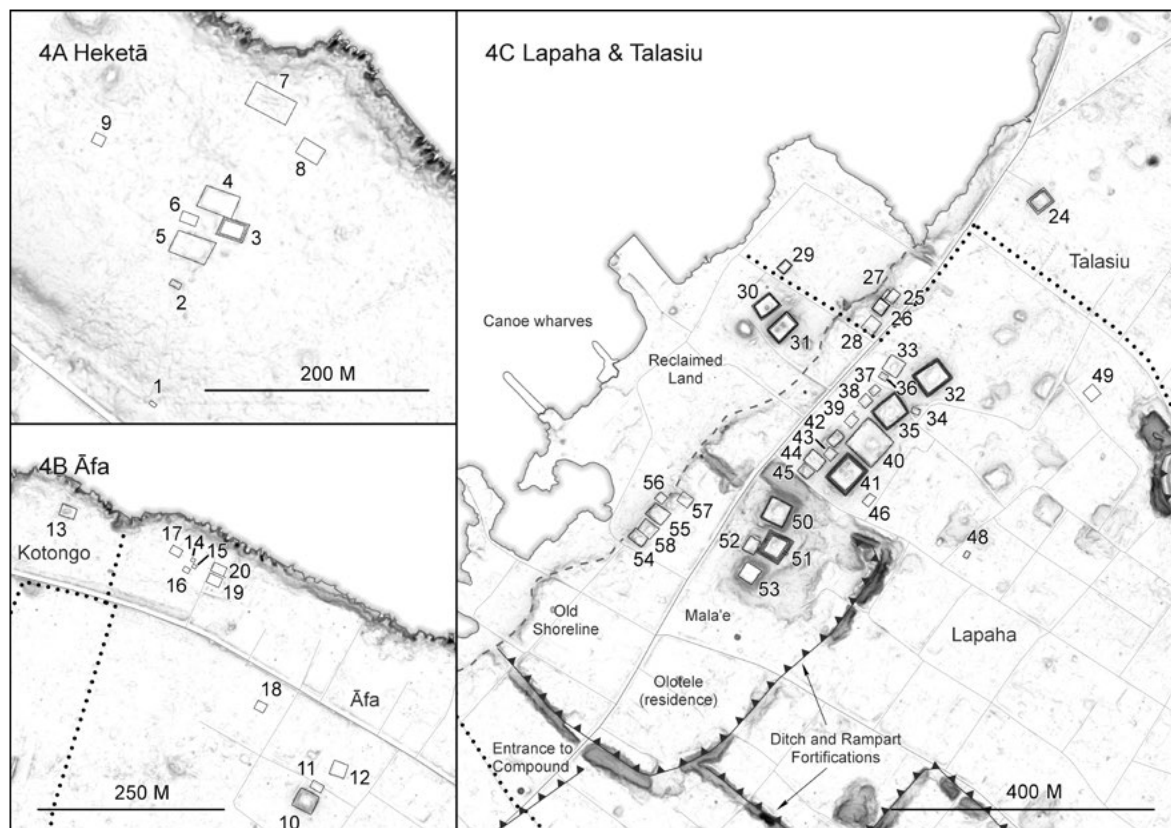 4A Heketā
7
9
8
4
6
3
5
2
200 M
1
4B Āfa
13
17
14
15
Kotongo
20
16
19
18
Āfa
11
12
250 M
10
4C Lapaha & Talasiu
24
Talasiu
29
27
25
30
26
Canoe wharves
31
28
Reclaimed
Land
33
37
36
32
49
38
39
34
42
35
43
40
44
45
41
56
57
46
50
55
58
52
51
48
54
53
Old
Shoreline
Mala'e
Lapaha
Olotele
(residence)
Entrance to
Compound
Ditch and Rampart
Fortifications
400 M